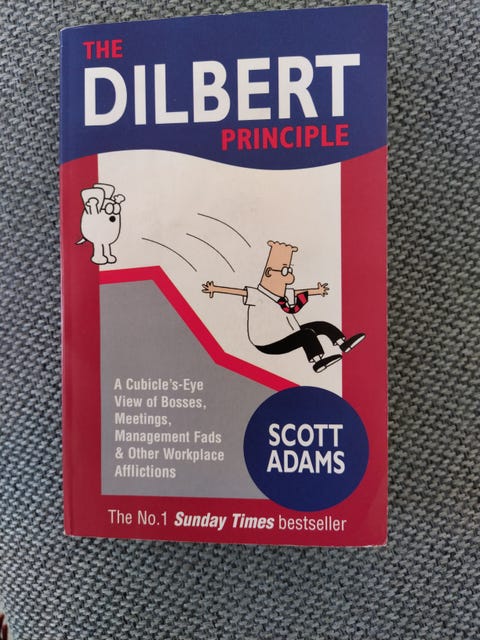 THE
DILBERT
PRINCIPLE
A Cubicle's-Eye
View of Bosses,
Meetings,
Management Fads
& Other Workplace
Afflictions
SCOTT
ADAMS
The No.1 Sunday Times bestseller